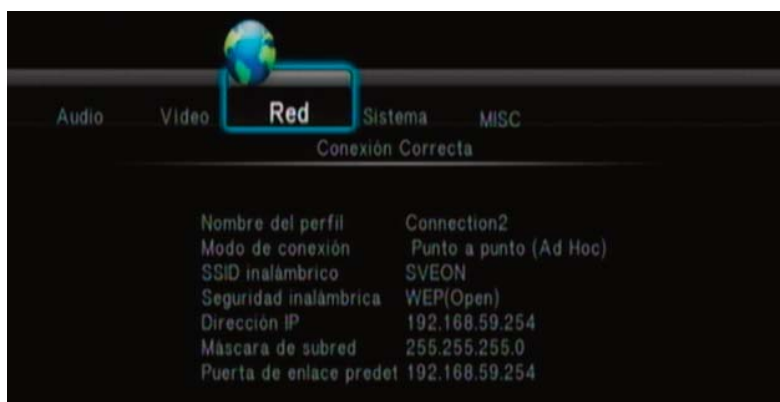 Audio Video Red Sistema MISC
Conexión Correcta
Nombre del perfil Connection2
Modo de conexión Punto a punto (Ad Hoc)
SSID inalámbrico SVEON
Seguridad inalámbrica WEP(Open)
Dirección IP 192.168.59.254
Máscara de subred 255.255.255.0
Puerta de enlace predet 192.168.59.254